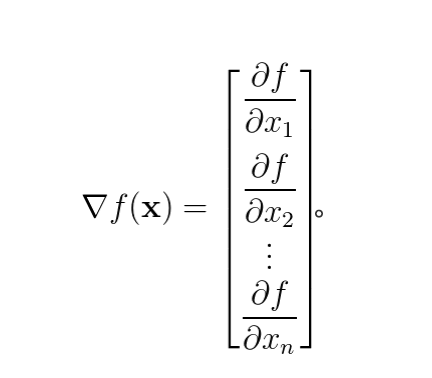 ∇f(𝐱) = [ ∂f/∂x₁
∂f/∂x₂
⋮
∂f/∂xₙ ]。